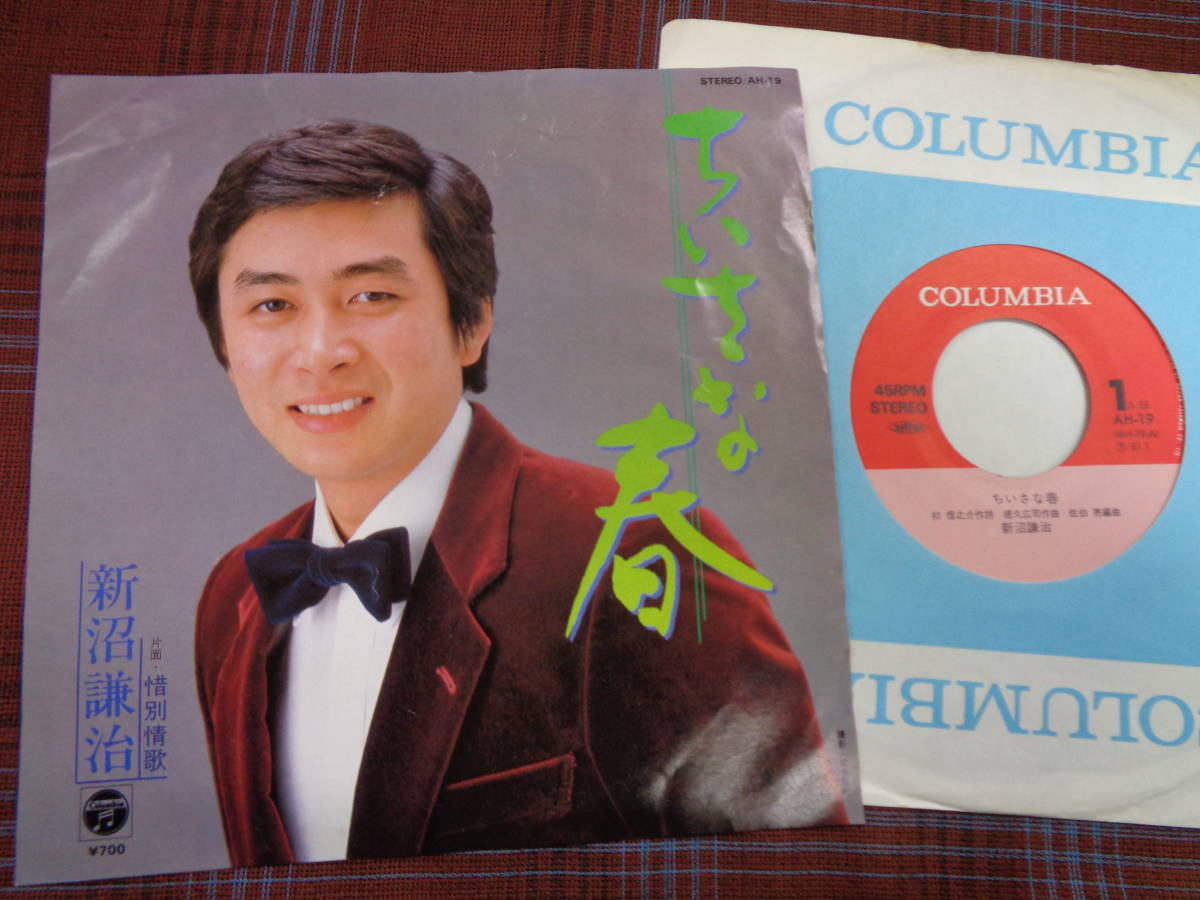 STEREO/AH-19
ちいさな
春
新沼謙治
片面・惜別情歌
Columbia
¥700
COLUMBIA
COLUMBIA
45RPM
STEREO
1
AH-19
ちいさな春
新沼謙治
COLUMBIA